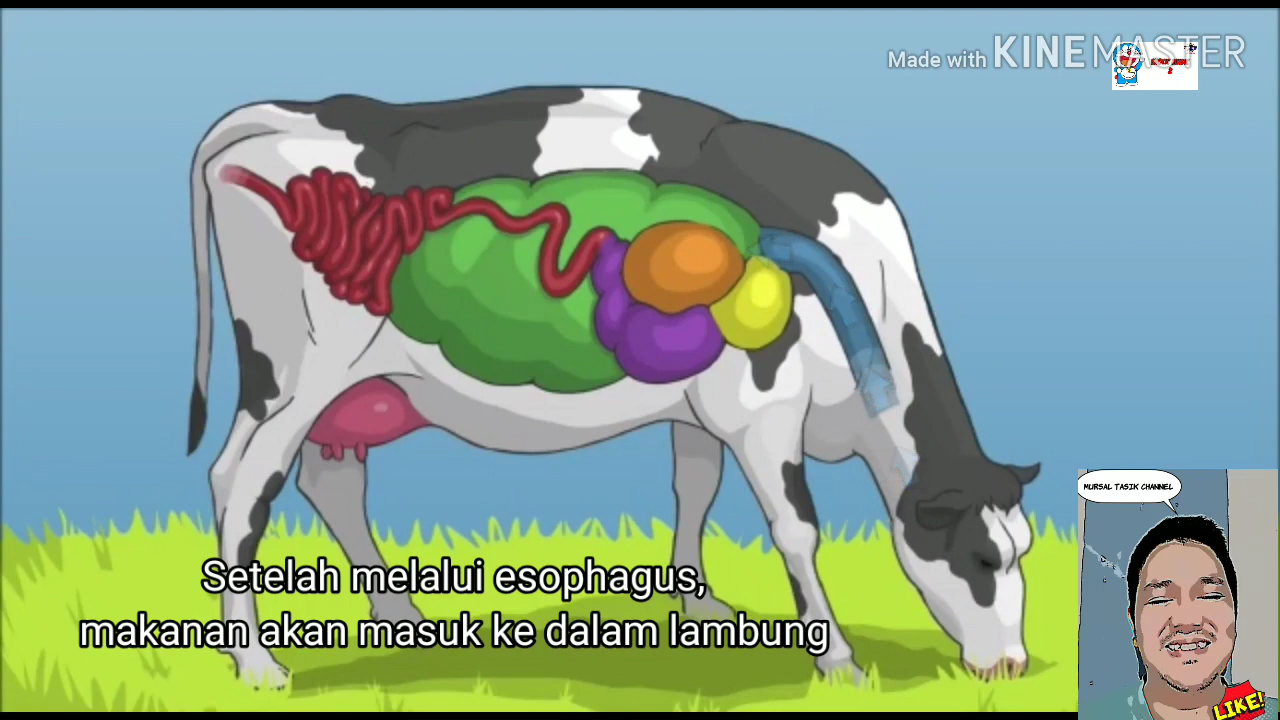 Made with KINEMASTER
MURSAL TASIK CHANNEL
Setelah melalui esophagus,
makanan akan masuk ke dalam lambung
LIKE!